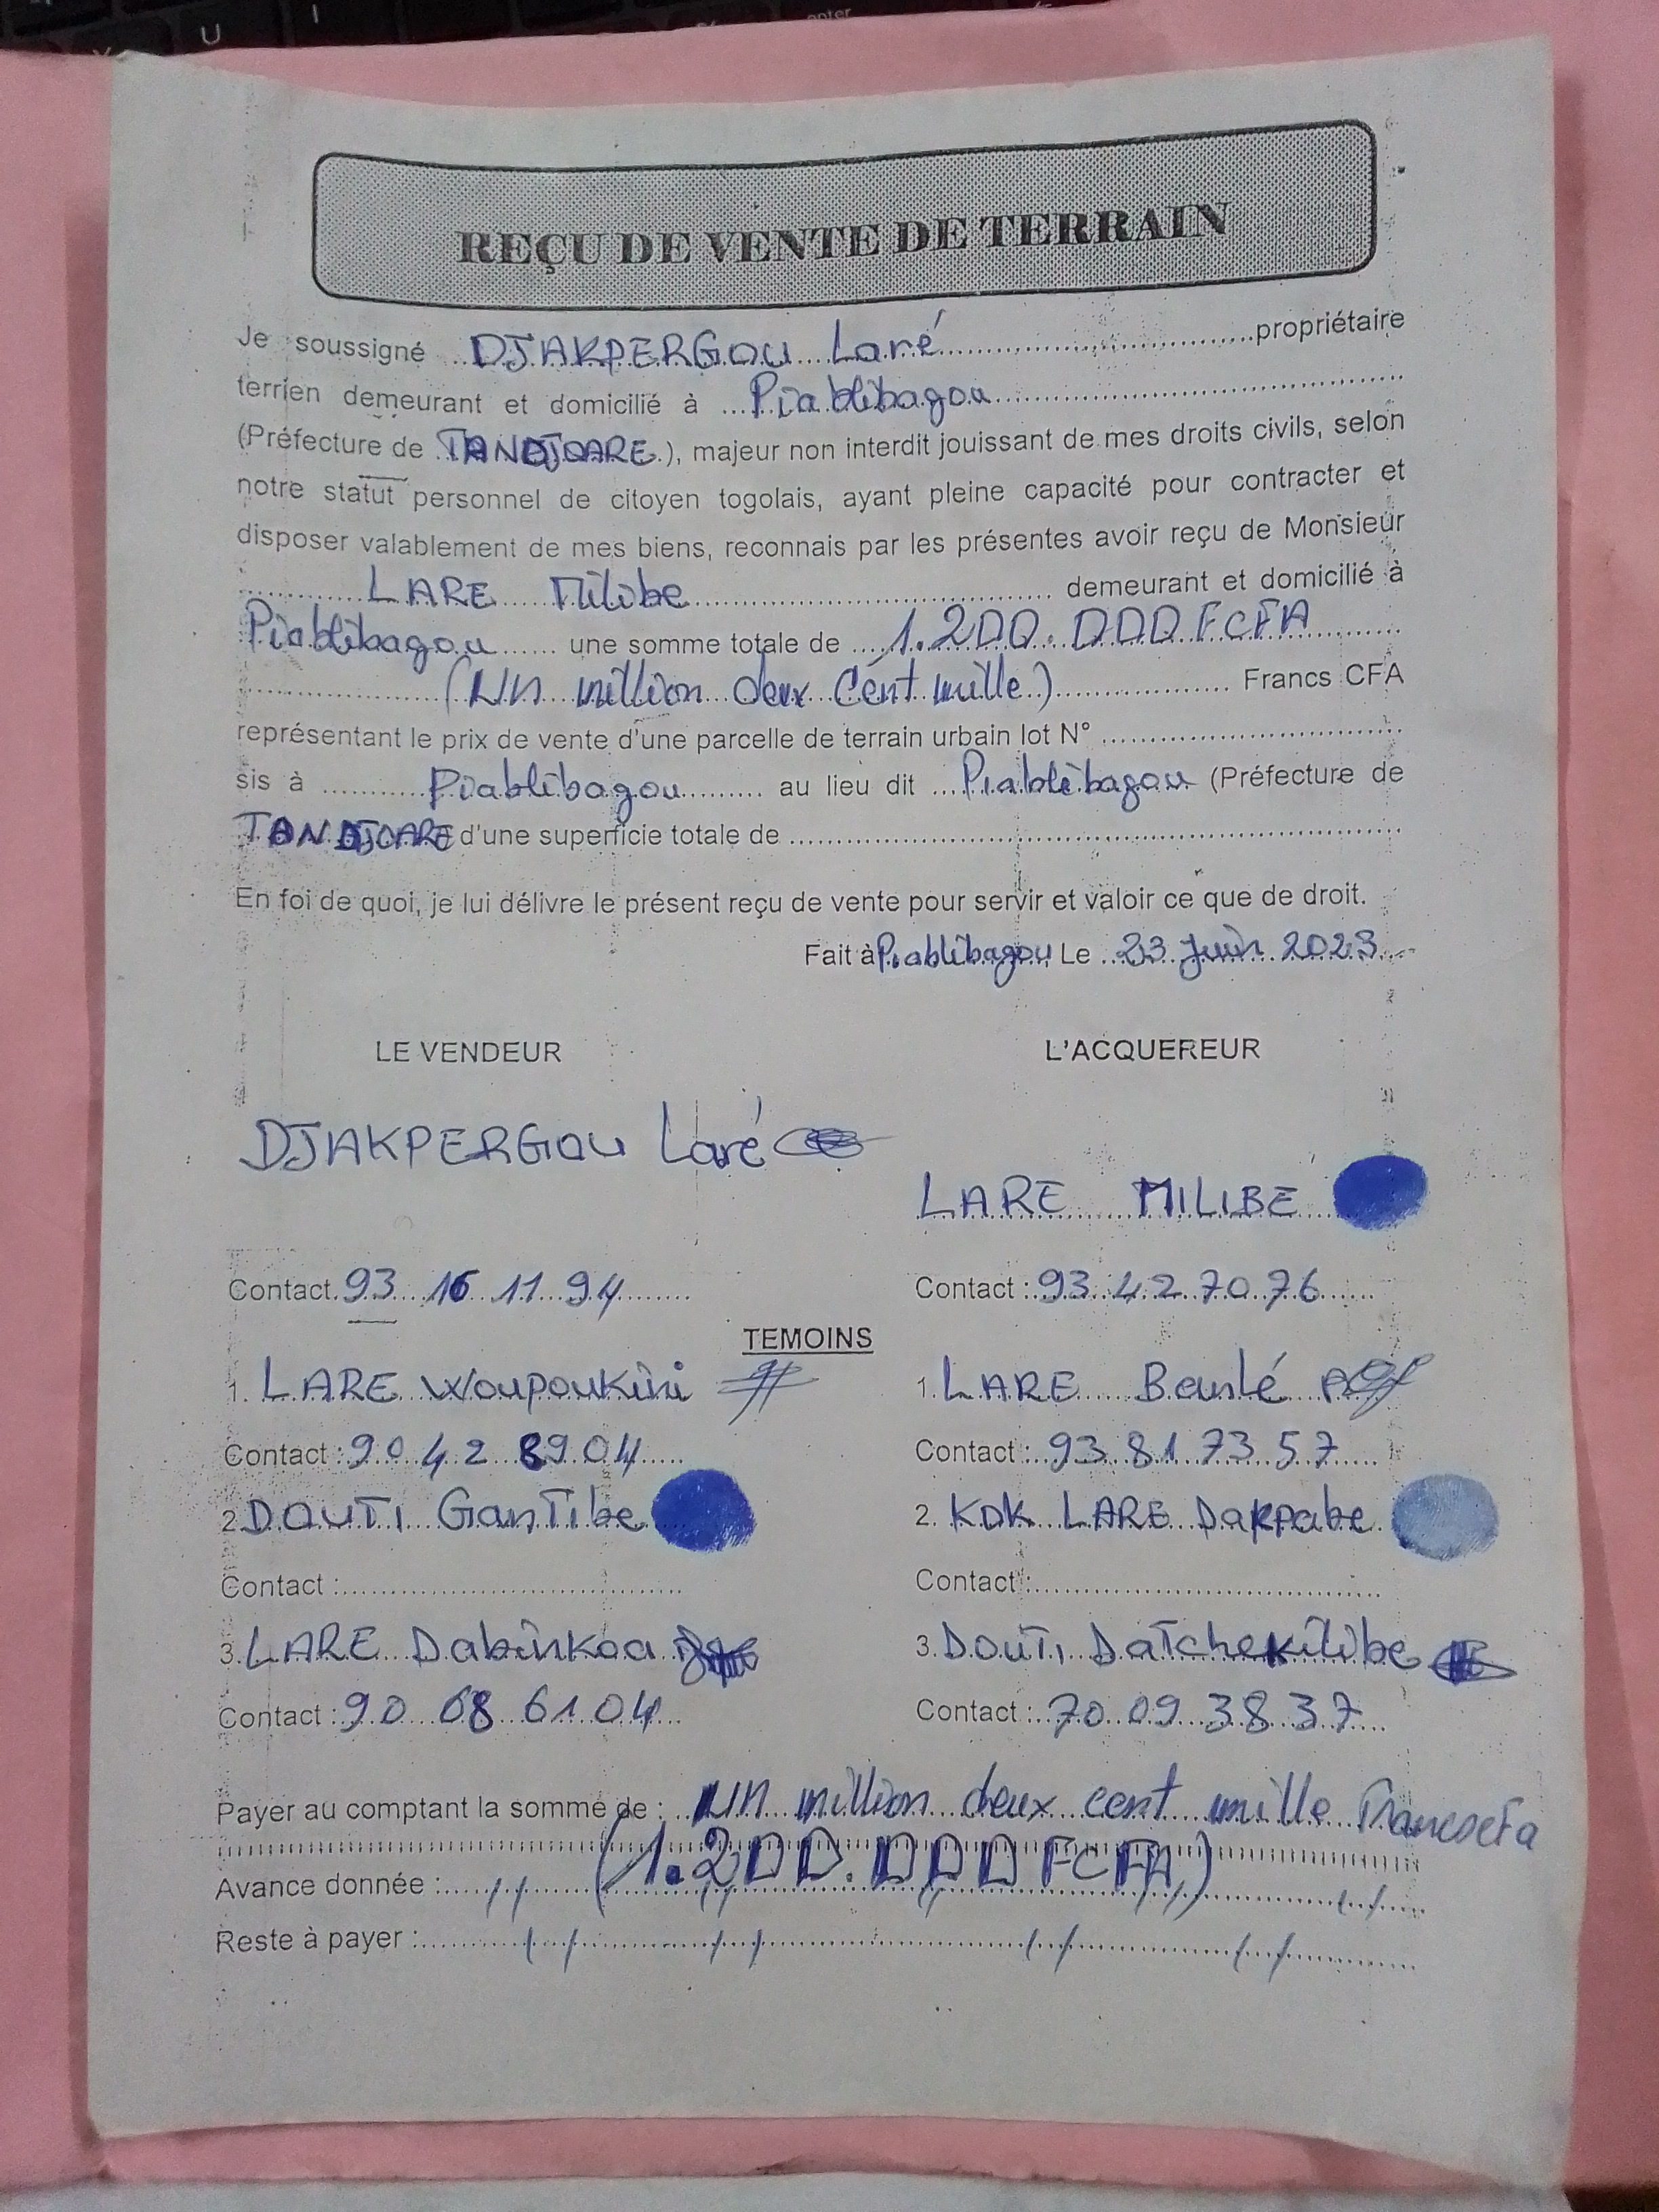 REÇU DE VENTE DE TERRAIN
Je soussigné DJAKPERGOU Laré propriétaire
terrien demeurant et domicilié à Piablibagou
(Préfecture de TANDJOARE), majeur non interdit jouissant de mes droits civils, selon
notre statut personnel de citoyen togolais, ayant pleine capacité pour contracter et
disposer valablement de mes biens, reconnais par les présentes avoir reçu de Monsieur
LARE Milibe demeurant et domicilié à
Piablibagou une somme totale de 1.200.000 FCFA
(Un million deux cent mille) Francs CFA
représentant le prix de vente d'une parcelle de terrain urbain lot N°
sis à Piablibagou au lieu dit Piablibagou (Préfecture de
TANDJOARE d'une superficie totale de
En foi de quoi, je lui délivre le présent reçu de vente pour servir et valoir ce que de droit.
Fait à Piablibagou Le 23 Juin 2023
LE VENDEUR L'ACQUEREUR
DJAKPERGOU Laré
LARE MILIBE
Contact 93 16 11 94 Contact : 93 42 70 76
TEMOINS
1. LARE Woupoukini 1. LARE
Contact : 90 42 89 04 Contact : 93 81 73 57
2. DOUTI GanTibe 2. KDK LARE Dakpabe
Contact : Contact :
3. LARE Dabinkoa 3. DOUTI DaTchekilibe
Contact : 90 08 61 04 Contact : 70 09 38 37
Payer au comptant la somme de : UN million deux cent mille Francscfa
(1.200.000 FCFA)
Avance donnée :
Reste à payer :